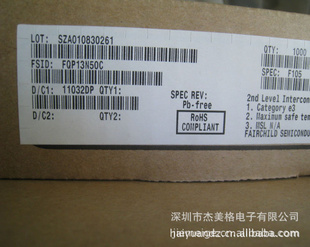 LOT: SZA010830261
QTY: 1000
FSID: FQP13N50C
SPEC: F105
D/C1: 11032DP QTY1:
SPEC REV:
Pb-free
2nd Level Intercon
D/C2: QTY2:
RoHS
COMPLIANT
1. Category e3
2. Maximum safe temp
3. MSL N/A
FAIRCHILD SEMICONDU
深圳市杰美格电子有限公司